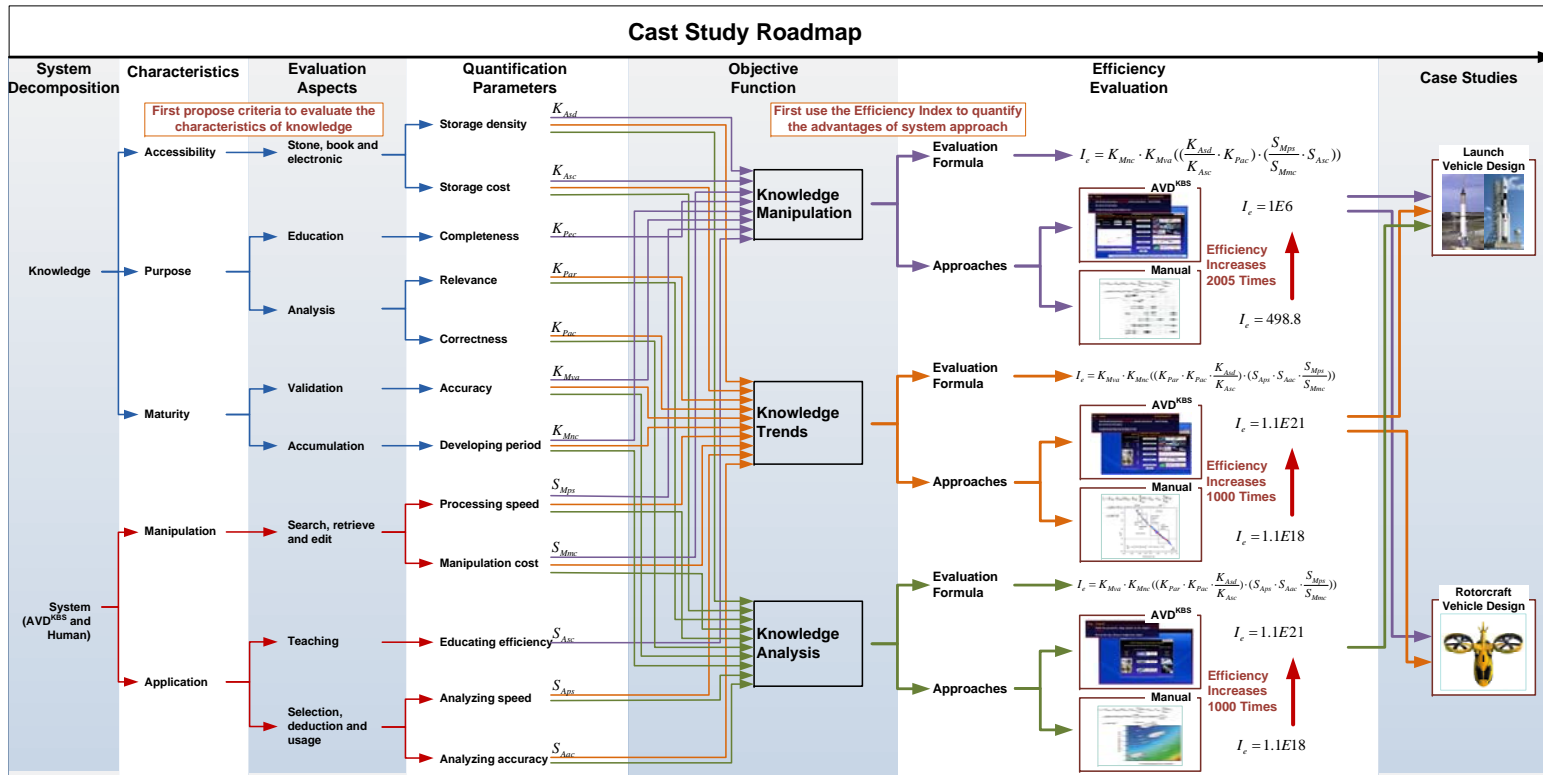 Cast Study Roadmap
System
Decomposition
Characteristics
Evaluation
Aspects
Quantification
Parameters
Objective
Function
Efficiency
Evaluation
Case Studies
First propose criteria to evaluate the
characteristics of knowledge
First use the Efficiency Index to quantify
the advantages of system approach
Knowledge
System
(AVD^KBS and
Human)
Accessibility
Purpose
Maturity
Manipulation
Application
Stone, book and
electronic
Education
Analysis
Validation
Accumulation
Search, retrieve
and edit
Teaching
Selection,
deduction and
usage
Storage density
Storage cost
Completeness
Relevance
Correctness
Accuracy
Developing period
Processing speed
Manipulation cost
Educating efficiency
Analyzing speed
Analyzing accuracy
K_Asd
K_Asc
K_Pec
K_Par
K_Pac
K_Mva
K_Mnc
S_Mps
S_Mmc
S_Asc
S_Aps
S_Aac
Knowledge
Manipulation
Knowledge
Trends
Knowledge
Analysis
Evaluation
Formula
I_e = K_Mnc · K_Mva((K_Asd/K_Asc · K_Pac) · (S_Mps/S_Mmc · S_Asc))
Approaches
AVD^KBS
Manual
I_e = 1E6
Efficiency
Increases
2005 Times
I_e = 498.8
Evaluation
Formula
I_e = K_Mva · K_Mnc((K_Par · K_Pac · K_Asd/K_Asc) · (S_Aps · S_Aac · S_Mps/S_Mmc))
Approaches
AVD^KBS
Manual
I_e = 1.1E21
Efficiency
Increases
1000 Times
I_e = 1.1E18
Evaluation
Formula
I_e = K_Mva · K_Mnc((K_Par · K_Pac · K_Asd/K_Asc) · (S_Aps · S_Aac · S_Mps/S_Mmc))
Approaches
AVD^KBS
Manual
I_e = 1.1E21
Efficiency
Increases
1000 Times
I_e = 1.1E18
Launch
Vehicle Design
Rotorcraft
Vehicle Design